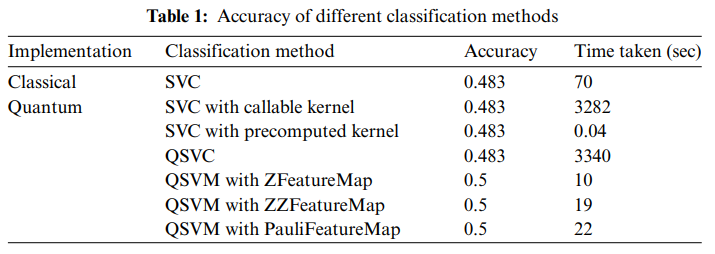 Table 1: Accuracy of different classification methods
Implementation Classification method Accuracy Time taken (sec)
Classical SVC 0.483 70
Quantum SVC with callable kernel 0.483 3282
SVC with precomputed kernel 0.483 0.04
QSVC 0.483 3340
QSVM with ZFeatureMap 0.5 10
QSVM with ZZFeatureMap 0.5 19
QSVM with PauliFeatureMap 0.5 22